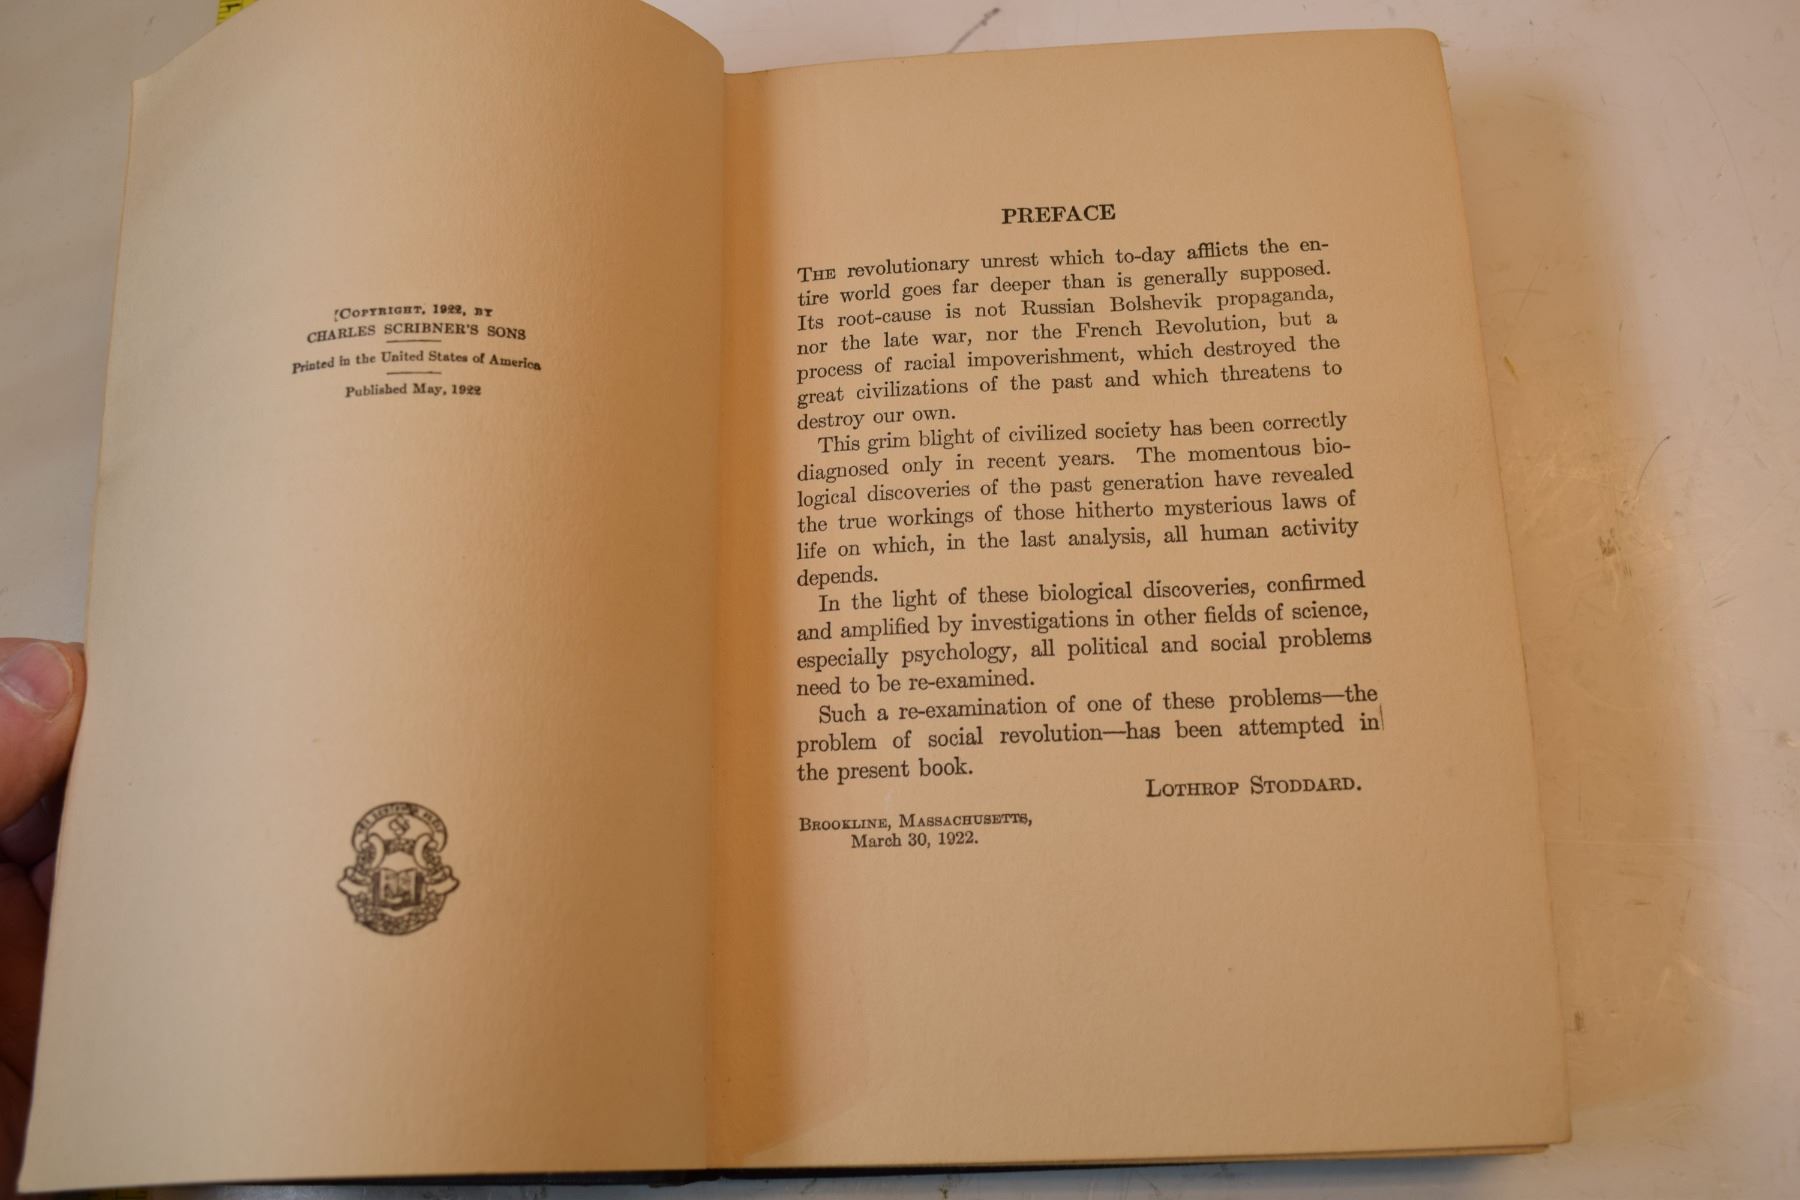 COPYRIGHT, 1922, BY
CHARLES SCRIBNER'S SONS
Printed in the United States of America
Published May, 1922
PREFACE
THE revolutionary unrest which to-day afflicts the en-
tire world goes far deeper than is generally supposed.
Its root-cause is not Russian Bolshevik propaganda,
nor the late war, nor the French Revolution, but a
process of racial impoverishment, which destroyed the
great civilizations of the past and which threatens to
destroy our own.
This grim blight of civilized society has been correctly
diagnosed only in recent years. The momentous bio-
logical discoveries of the past generation have revealed
the true workings of those hitherto mysterious laws of
life on which, in the last analysis, all human activity
depends.
In the light of these biological discoveries, confirmed
and amplified by investigations in other fields of science,
especially psychology, all political and social problems
need to be re-examined.
Such a re-examination of one of these problems—the
problem of social revolution—has been attempted in
the present book.
LOTHROP STODDARD.
BROOKLINE, MASSACHUSETTS,
March 30, 1922.